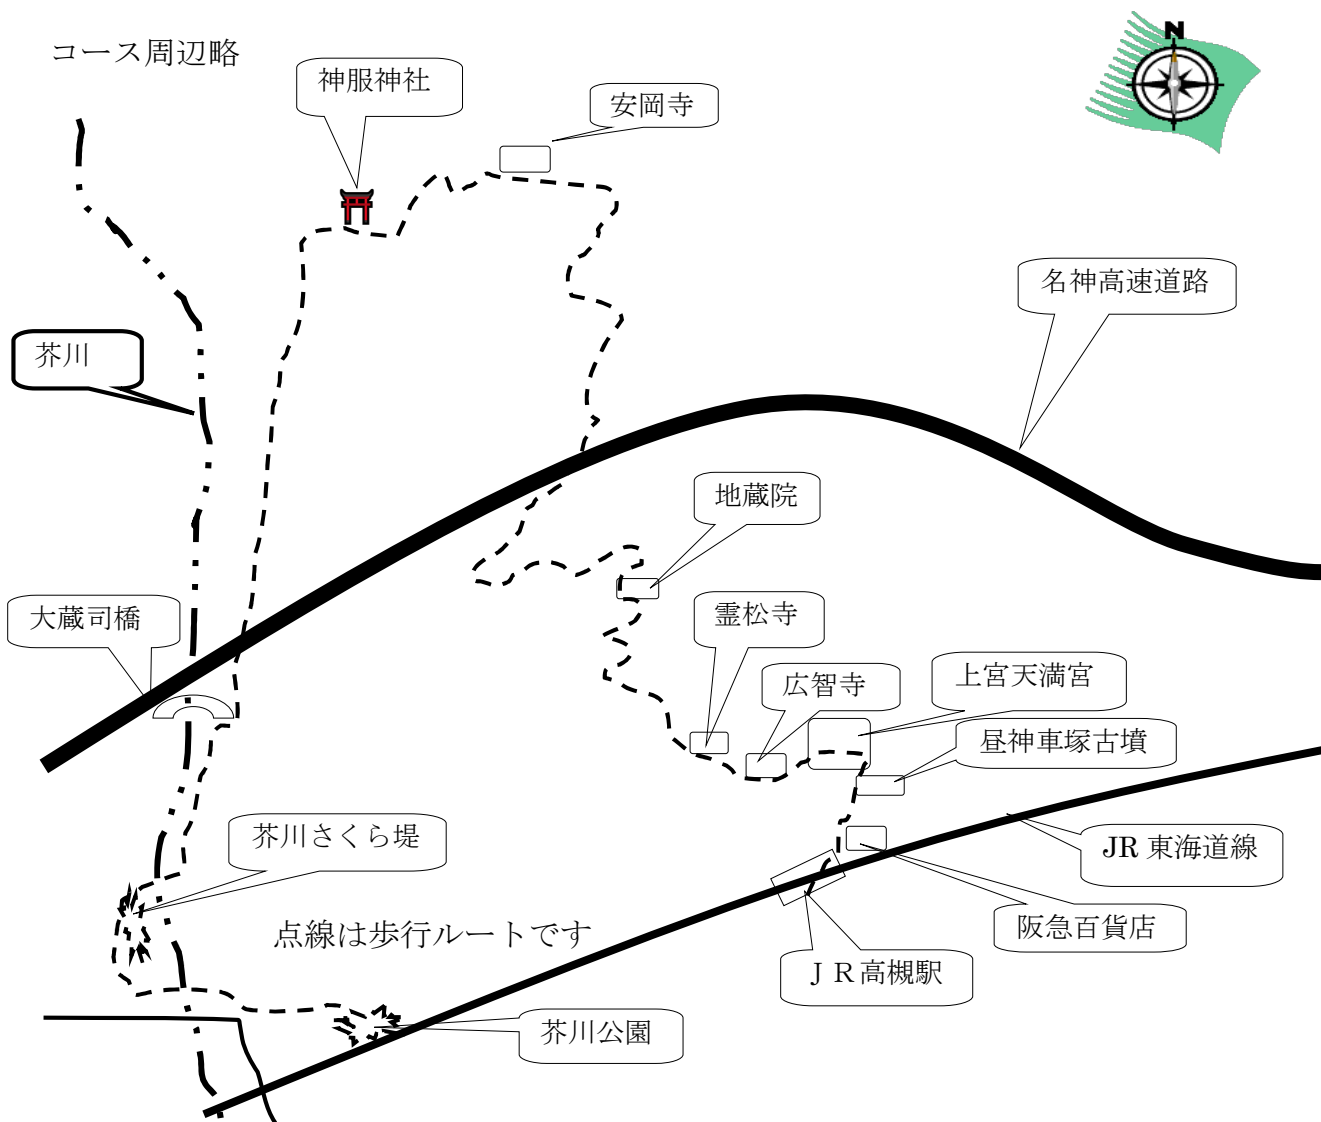 コース周辺略
N
神服神社
安岡寺
名神高速道路
芥川
地蔵院
大蔵司橋
霊松寺
広智寺
上宮天満宮
昼神車塚古墳
芥川さくら堤
JR 東海道線
点線は歩行ルートです
阪急百貨店
ＪＲ高槻駅
芥川公園